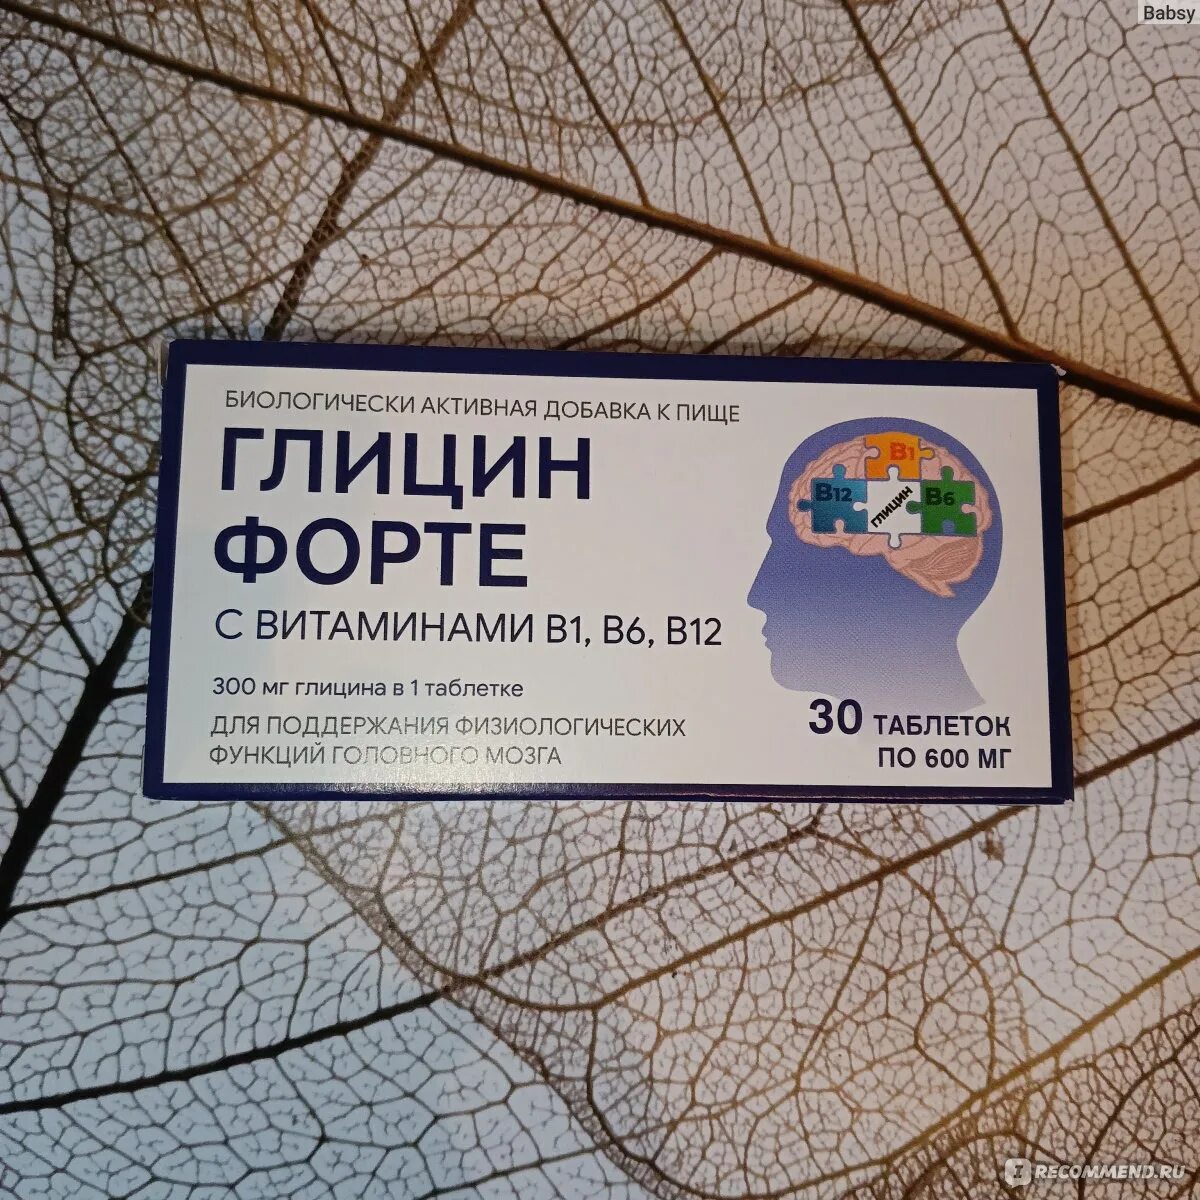 Babsy
БИОЛОГИЧЕСКИ АКТИВНАЯ ДОБАВКА К ПИЩЕ
ГЛИЦИН
ФОРТЕ
С ВИТАМИНАМИ В1, В6, В12
300 мг глицина в 1 таблетке
ДЛЯ ПОДДЕРЖАНИЯ ФИЗИОЛОГИЧЕСКИХ
ФУНКЦИЙ ГОЛОВНОГО МОЗГА
В1
В12
ГЛИЦИН
В6
30 ТАБЛЕТОК
ПО 600 МГ
RECOMMEND.RU